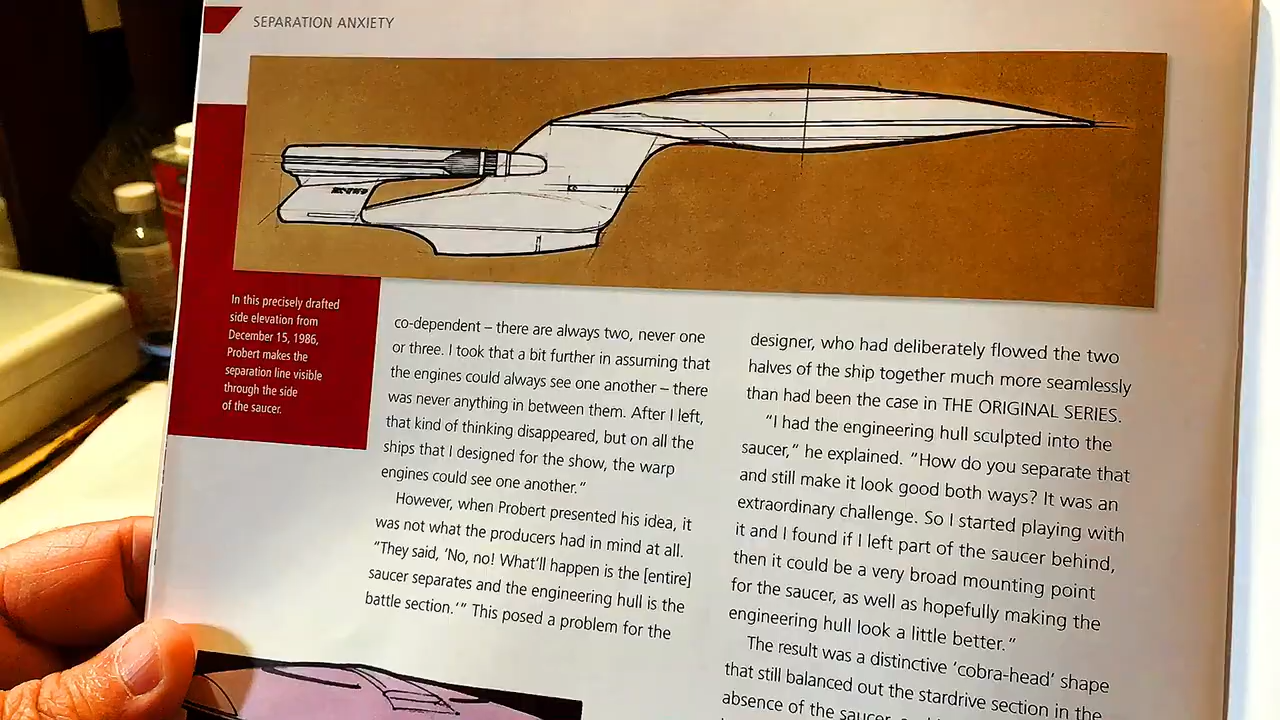 SEPARATION ANXIETY
In this precisely drafted
side elevation from
December 15, 1986,
Probert makes the
separation line visible
through the side
of the saucer.
co-dependent – there are always two, never one
or three. I took that a bit further in assuming that
the engines could always see one another – there
was never anything in between them. After I left,
that kind of thinking disappeared, but on all the
ships that I designed for the show, the warp
engines could see one another.”
However, when Probert presented his idea, it
was not what the producers had in mind at all.
“They said, ‘No, no! What’ll happen is the [entire]
saucer separates and the engineering hull is the
battle section.’” This posed a problem for the
designer, who had deliberately flowed the two
halves of the ship together much more seamlessly
than had been the case in THE ORIGINAL SERIES.
“I had the engineering hull sculpted into the
saucer,” he explained. “How do you separate that
and still make it look good both ways? It was an
extraordinary challenge. So I started playing with
it and I found if I left part of the saucer behind,
then it could be a very broad mounting point
for the saucer, as well as hopefully making the
engineering hull look a little better.”
The result was a distinctive ‘cobra-head’ shape
that still balanced out the stardrive section in the
absence of the saucer,